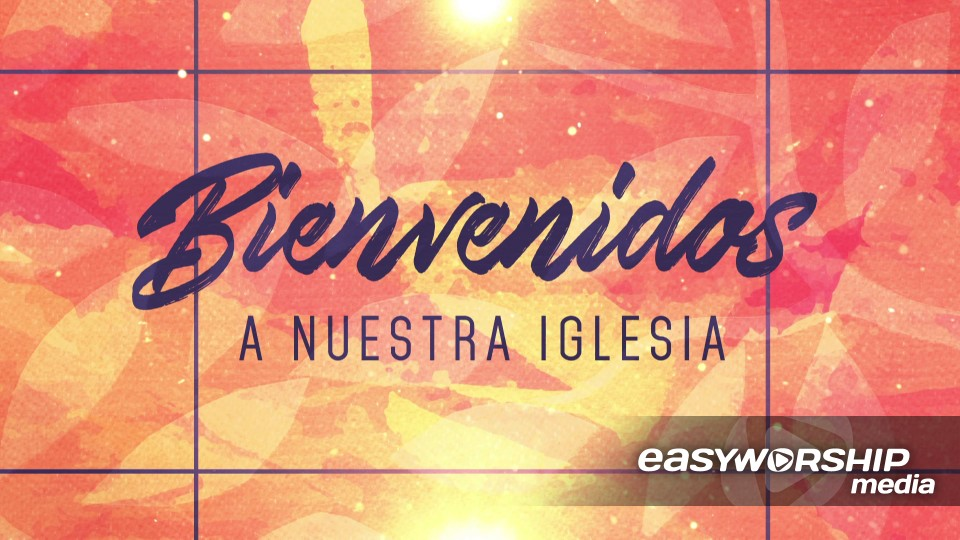 Bienvenidos
A NUESTRA IGLESIA
easyworship
media